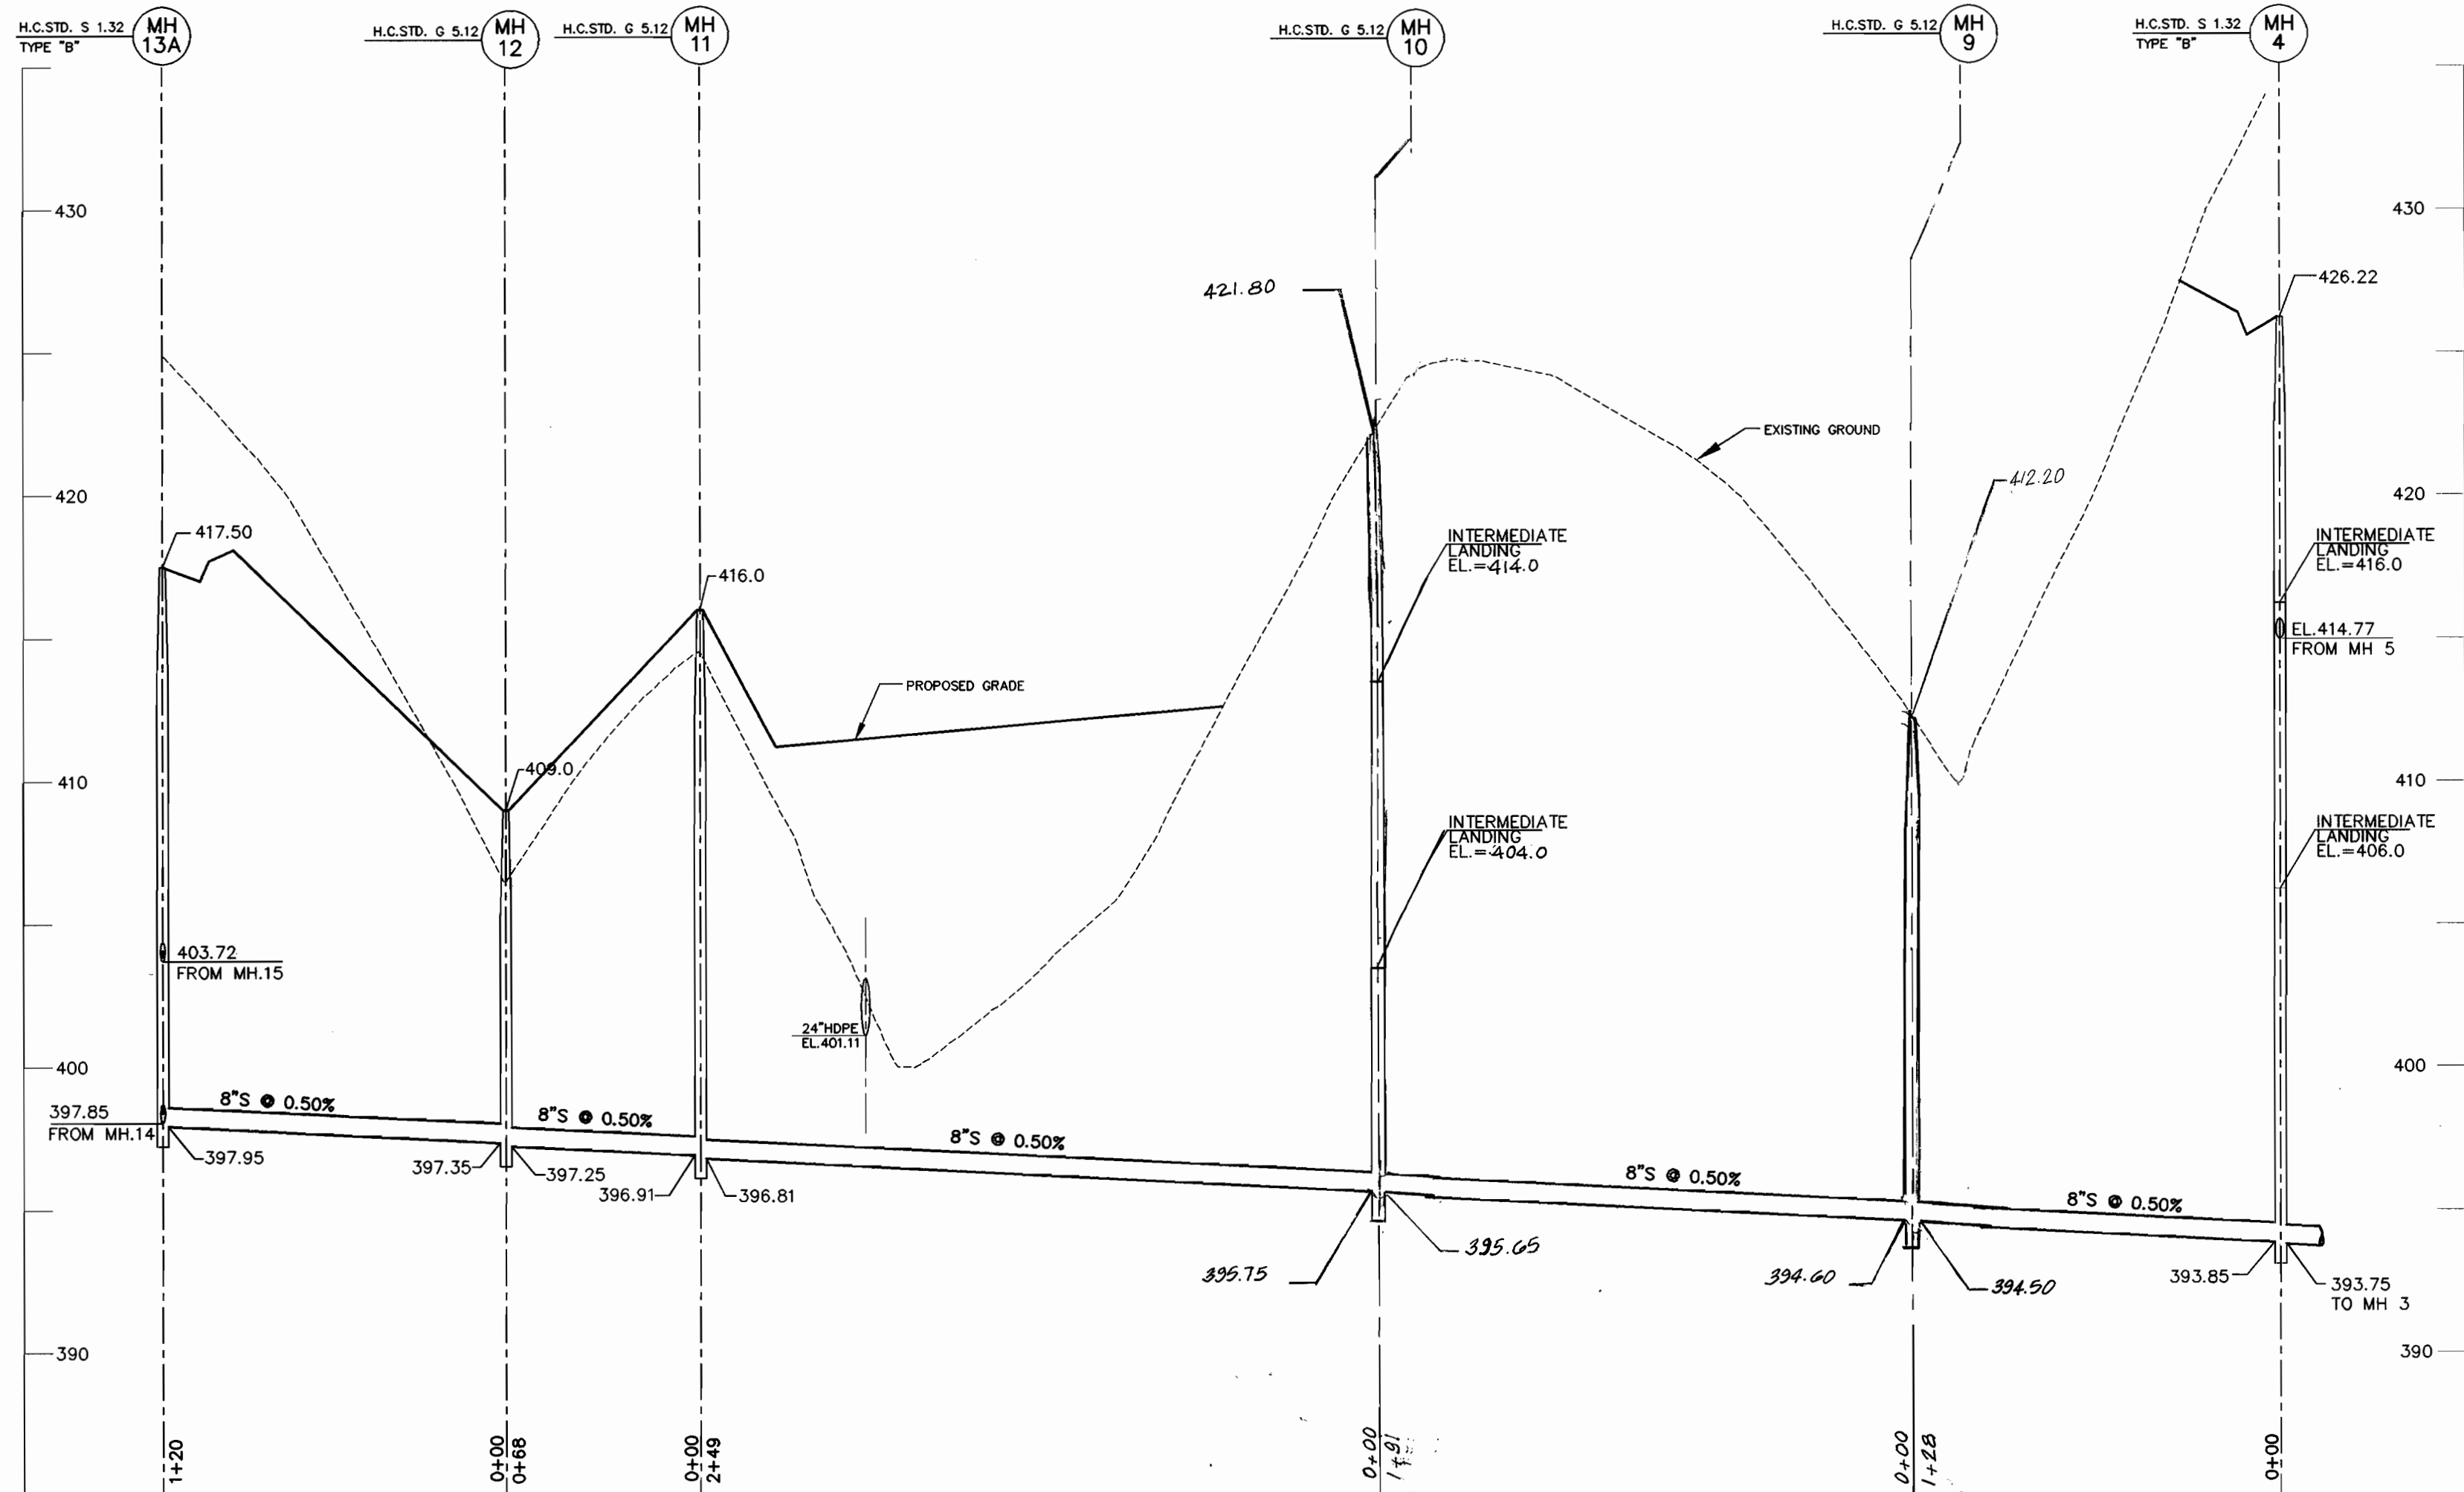 H.C.STD. S 1.32
TYPE "B"
MH
13A
H.C.STD. G 5.12
MH
12
H.C.STD. G 5.12
MH
11
H.C.STD. G 5.12
MH
10
H.C.STD. G 5.12
MH
9
H.C.STD. S 1.32
TYPE "B"
MH
4
430
430
426.22
421.80
EXISTING GROUND
420
412.20
420
417.50
INTERMEDIATE
LANDING
EL.=414.0
INTERMEDIATE
LANDING
EL.=416.0
416.0
EL.414.77
FROM MH 5
PROPOSED GRADE
410
409.0
410
INTERMEDIATE
LANDING
EL.=404.0
INTERMEDIATE
LANDING
EL.=406.0
403.72
FROM MH.15
24"HDPE
EL.401.11
400
400
397.85
FROM MH.14
8"S @ 0.50%
8"S @ 0.50%
8"S @ 0.50%
8"S @ 0.50%
8"S @ 0.50%
397.95
397.35
397.25
396.91
396.81
395.75
395.65
394.60
394.50
393.85
393.75
TO MH 3
390
390
1+20
0+00
0+68
0+00
2+49
0+00
1+91
0+00
1+28
0+00